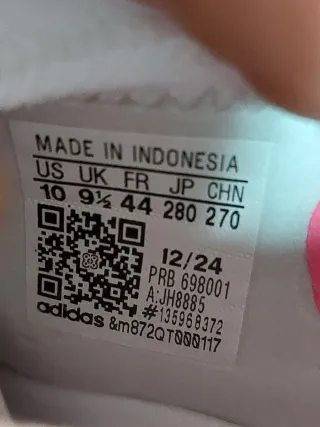 MADE IN INDONESIA
US UK FR JP CHN
10 9½ 44 280 270
12/24
PRB 698001
A:JH8885
#135968372
adidas &m872QT000117